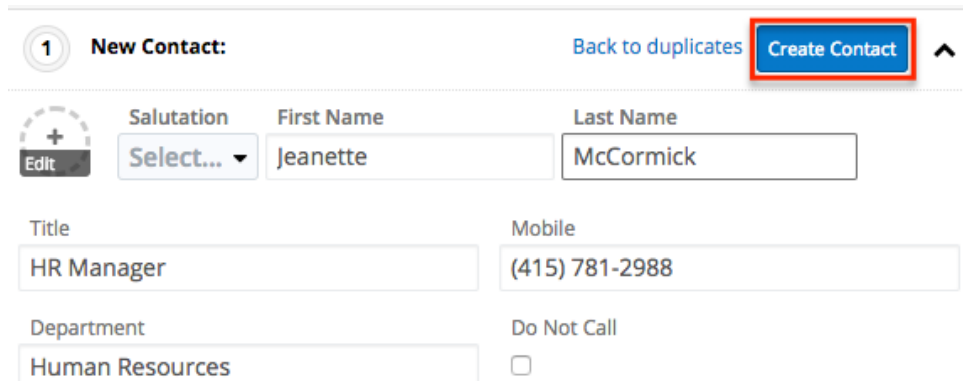 1 New Contact: Back to duplicates Create Contact
Salutation First Name Last Name
+ Edit Select... Jeanette McCormick
Title Mobile
HR Manager (415) 781-2988
Department Do Not Call
Human Resources